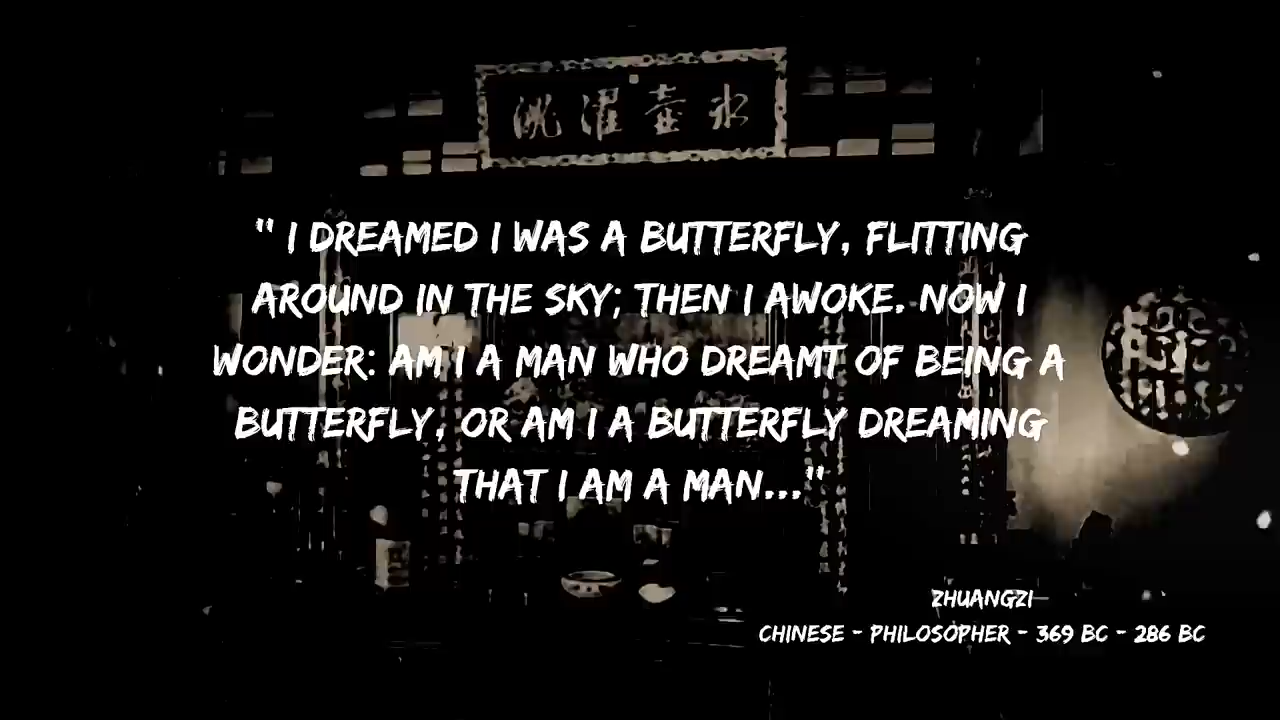 " I DREAMED I WAS A BUTTERFLY, FLITTING
AROUND IN THE SKY; THEN I AWOKE. NOW I
WONDER: AM I A MAN WHO DREAMT OF BEING A
BUTTERFLY, OR AM I A BUTTERFLY DREAMING
THAT I AM A MAN..."
ZHUANGZI
CHINESE - PHILOSOPHER - 369 BC - 286 BC